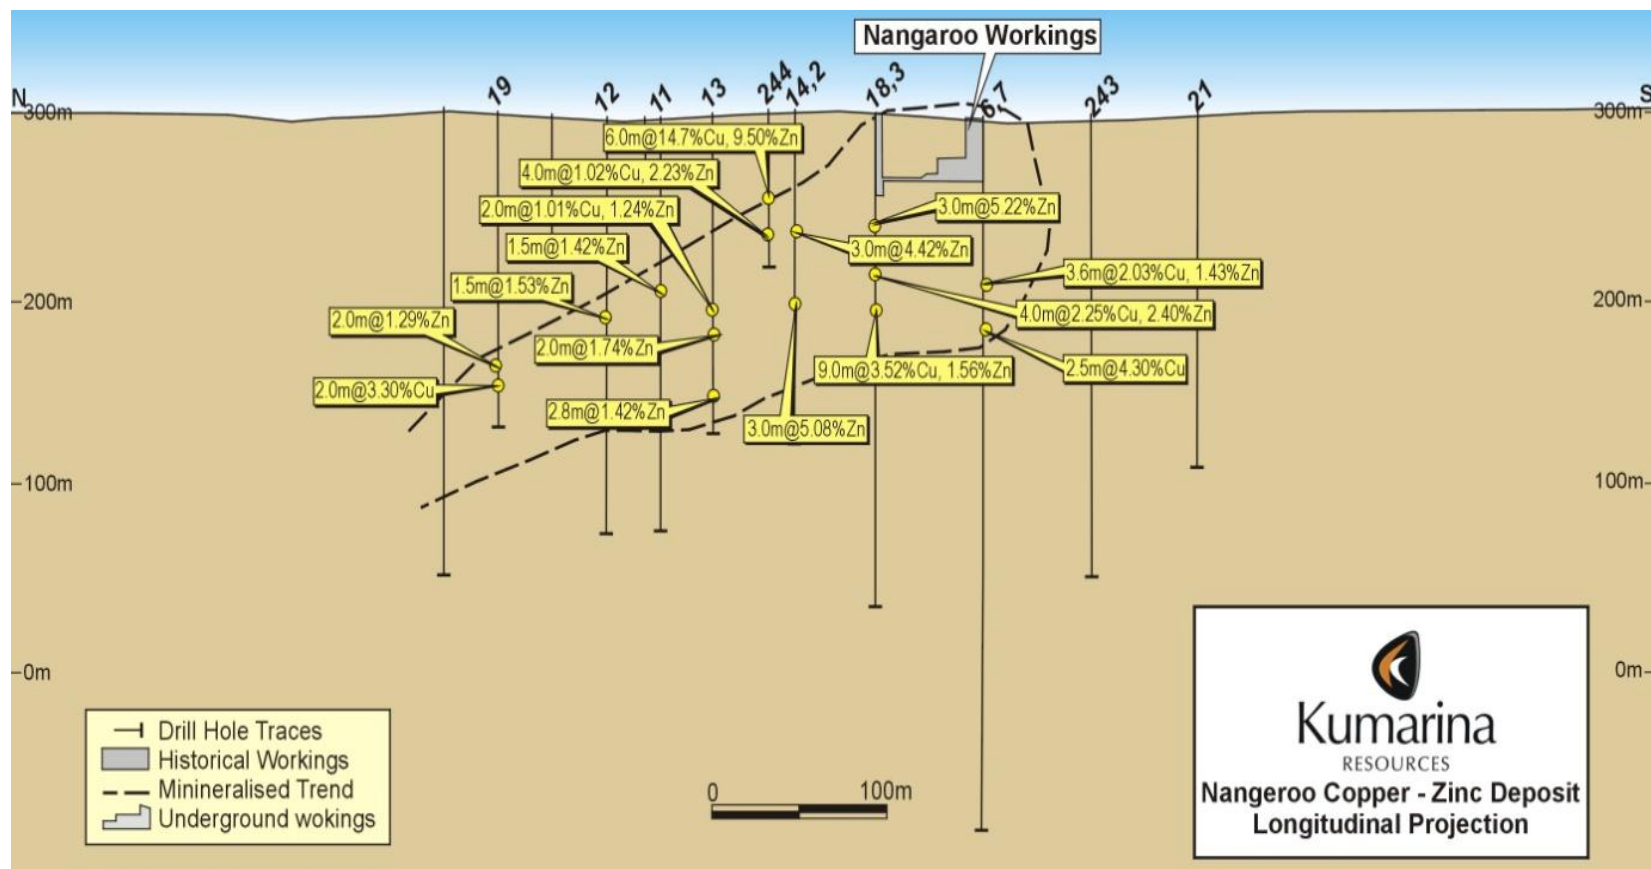 Nangaroo Workings
N
S
19
12
11
13
244
14,2
18,3
6,7
243
21
300m
300m
6.0m@14.7%Cu, 9.50%Zn
4.0m@1.02%Cu, 2.23%Zn
2.0m@1.01%Cu, 1.24%Zn
3.0m@5.22%Zn
1.5m@1.42%Zn
3.0m@4.42%Zn
3.6m@2.03%Cu, 1.43%Zn
1.5m@1.53%Zn
200m
200m
4.0m@2.25%Cu, 2.40%Zn
2.0m@1.29%Zn
2.0m@1.74%Zn
9.0m@3.52%Cu, 1.56%Zn
2.5m@4.30%Cu
2.0m@3.30%Cu
2.8m@1.42%Zn
3.0m@5.08%Zn
100m
100m
0m
0m
Drill Hole Traces
Historical Workings
Minineralised Trend
Underground wokings
0
100m
Kumarina
RESOURCES
Nangeroo Copper - Zinc Deposit
Longitudinal Projection